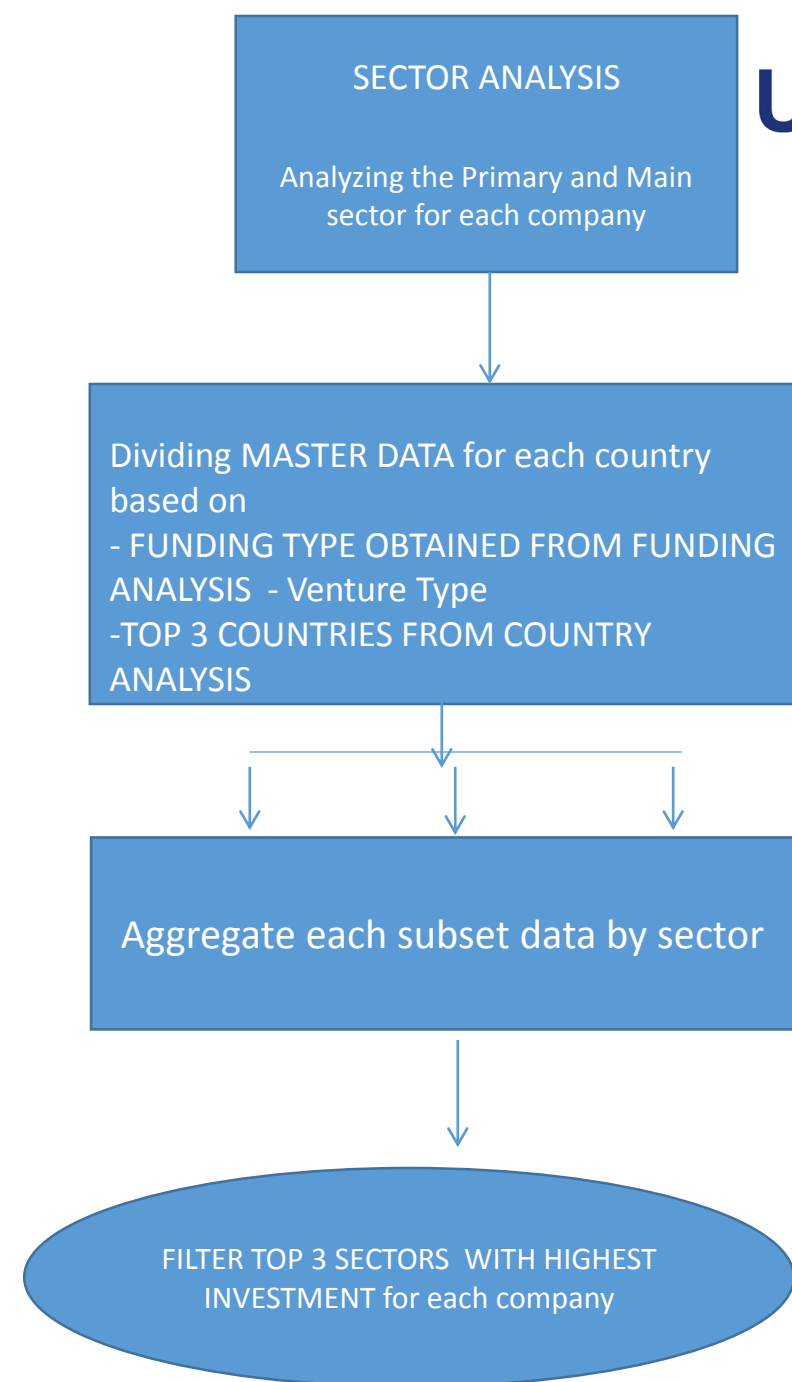 SECTOR ANALYSIS
U
Analyzing the Primary and Main
sector for each company
Dividing MASTER DATA for each country
based on
- FUNDING TYPE OBTAINED FROM FUNDING
ANALYSIS - Venture Type
-TOP 3 COUNTRIES FROM COUNTRY
ANALYSIS
Aggregate each subset data by sector
FILTER TOP 3 SECTORS WITH HIGHEST
INVESTMENT for each company